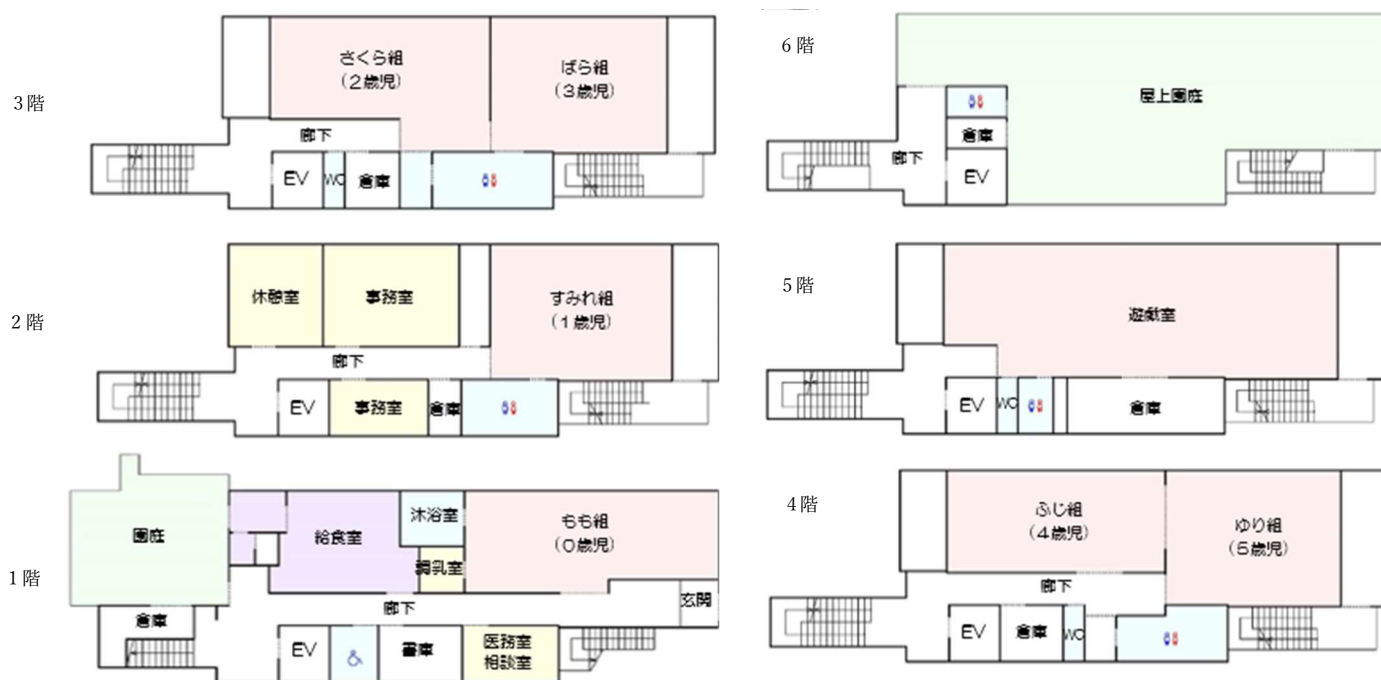 3階
さくら組
(2歳児)
ばら組
(3歳児)
廊下
EV
WC
倉庫
2階
休憩室
事務室
すみれ組
(1歳児)
廊下
EV
事務室
倉庫
1階
園庭
給食室
沐浴室
調乳室
もも組
(0歳児)
廊下
玄関
倉庫
EV
書庫
医務室
相談室
6階
屋上園庭
倉庫
廊下
EV
5階
遊戯室
EV
WC
倉庫
4階
ふじ組
(4歳児)
ゆり組
(5歳児)
廊下
EV
倉庫
WC